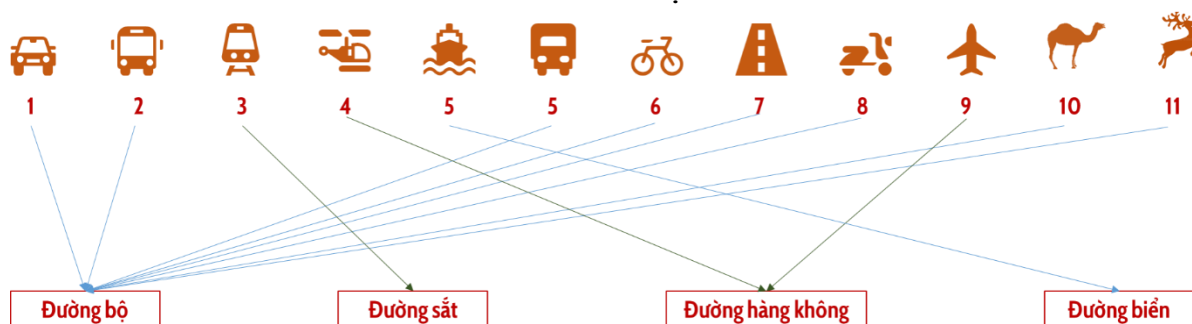 1 2 3 4 5 5 6 7 8 9 10 11
Đường bộ Đường sắt Đường hàng không Đường biển